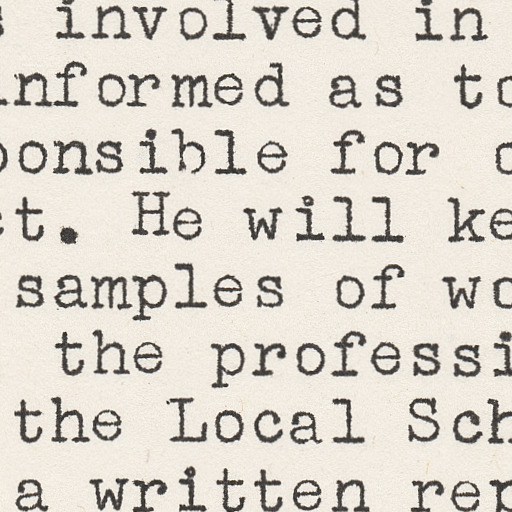 involved in
informed as to
ponsible for
ct. He will ke
samples of wo
the professi
the Local Sch
a written rep